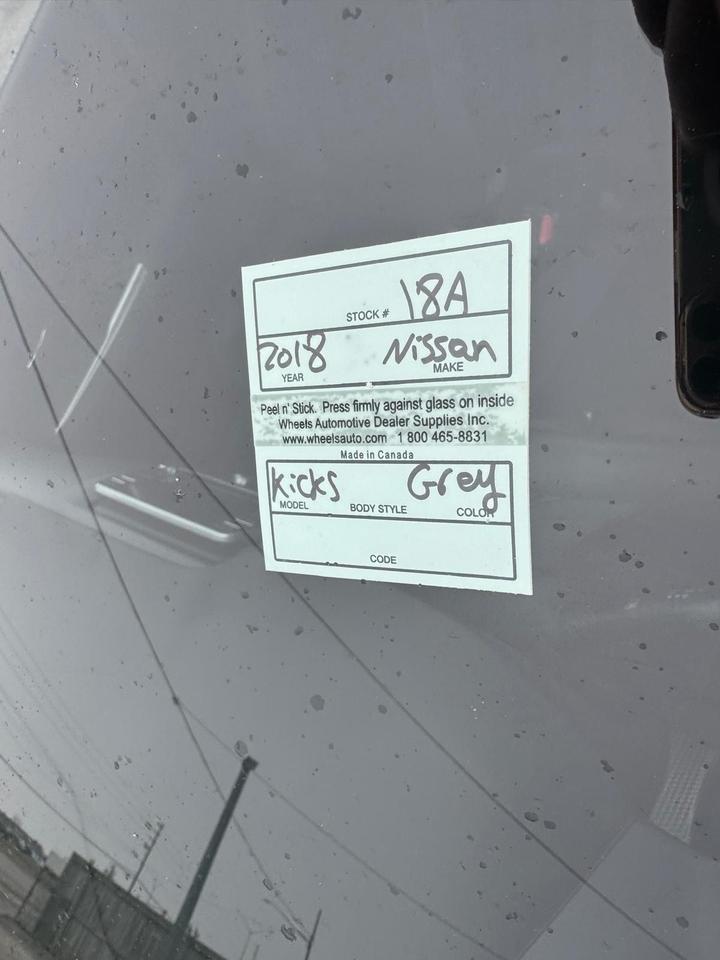 STOCK # 18A
2018 Nissan
YEAR MAKE
Peel n' Stick. Press firmly against glass on inside
Wheels Automotive Dealer Supplies Inc.
www.wheelsauto.com 1 800 465-8831
Made in Canada
Kicks Grey
MODEL BODY STYLE COLOR
CODE